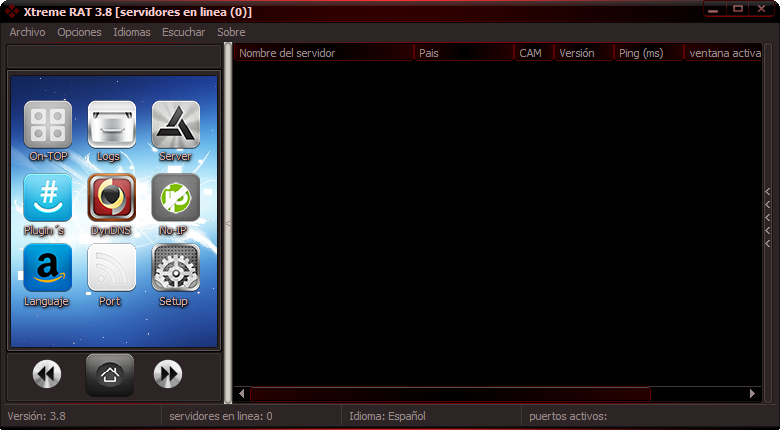 Xtreme RAT 3.8 [servidores en linea (0)]
Archivo Opciones Idiomas Escuchar Sobre
Nombre del servidor Pais CAM Versión Ping (ms) ventana activa
On-TOP Logs Server
Plugin´s DynDNS No-IP
Languaje Port Setup
Versión: 3.8 servidores en linea: 0 Idioma: Español puertos activos: